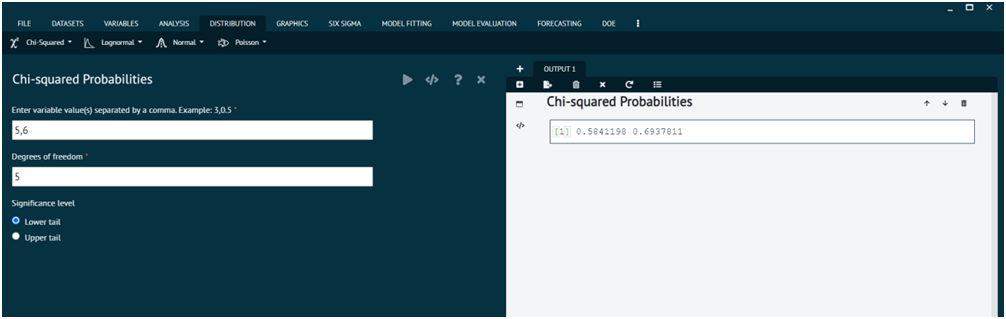 FILE DATASETS VARIABLES ANALYSIS DISTRIBUTION GRAPHICS SIX SIGMA MODEL FITTING MODEL EVALUATION FORECASTING DOE
χ² Chi-Squared Lognormal Normal Poisson
Chi-squared Probabilities
Enter variable value(s) separated by a comma. Example: 3,0.5 *
5,6
Degrees of freedom *
5
Significance level
Lower tail
Upper tail
OUTPUT 1
Chi-squared Probabilities
[1] 0.5841198 0.6937811